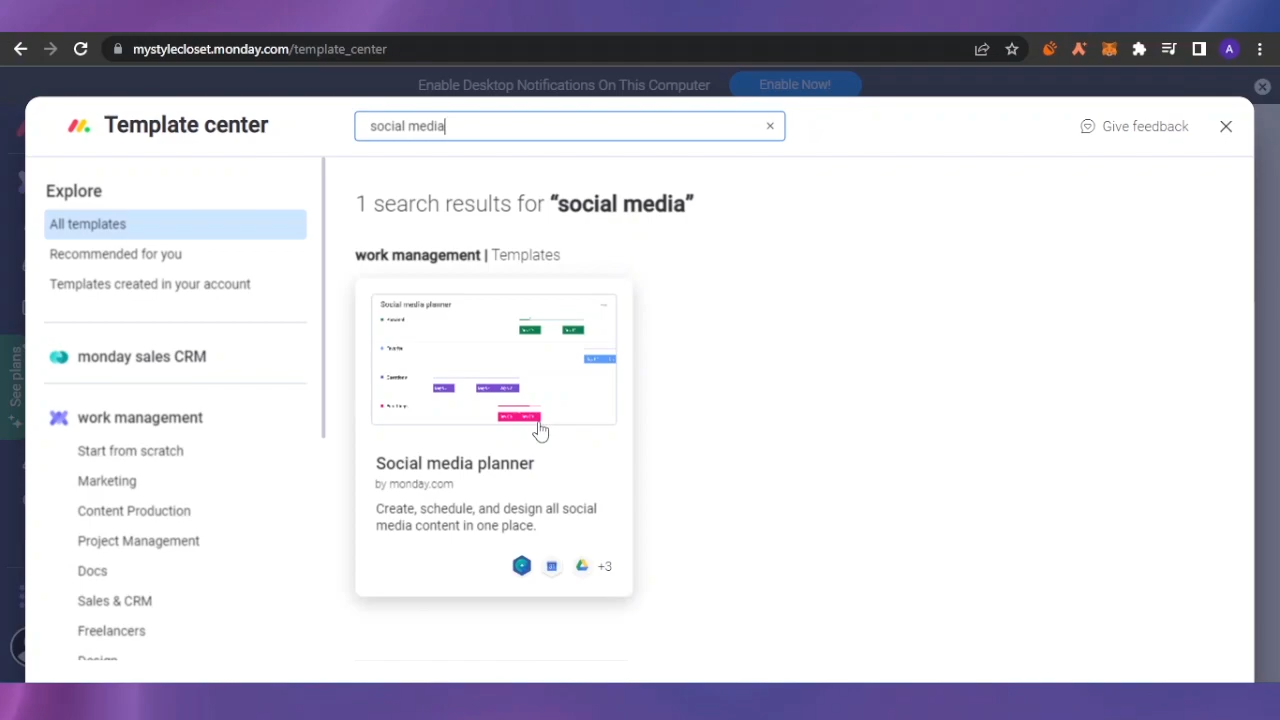 mystylecloset.monday.com/template_center
A
Enable Desktop Notifications On This Computer
Enable Now!
Template center
social media
Give feedback
Explore
All templates
Recommended for you
Templates created in your account
monday sales CRM
work management
Start from scratch
Marketing
Content Production
Project Management
Docs
Sales & CRM
Freelancers
Design
See plans
1 search results for “social media”
work management | Templates
Social media planner
Social media planner
by monday.com
Create, schedule, and design all social
media content in one place.
+3